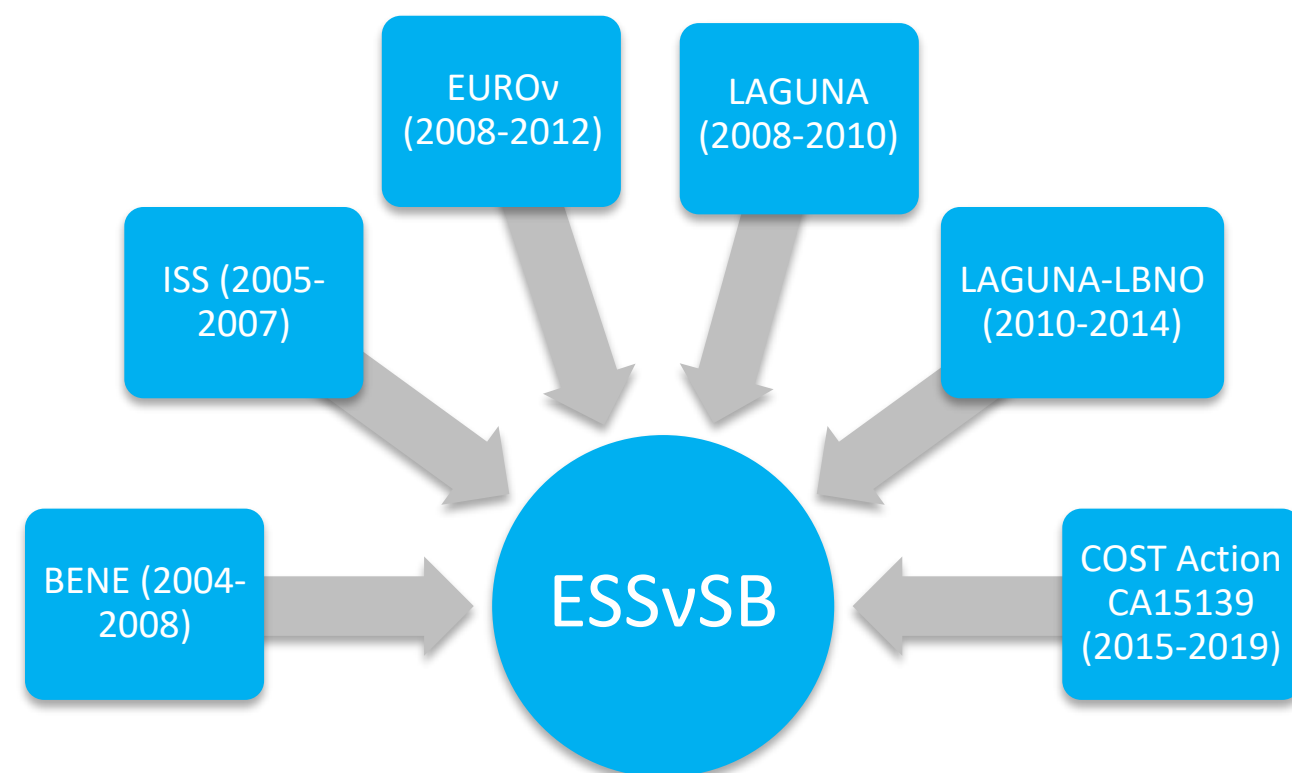 EUROν
(2008-2012)
LAGUNA
(2008-2010)
ISS (2005-
2007)
LAGUNA-LBNO
(2010-2014)
BENE (2004-
2008)
ESSνSB
COST Action
CA15139
(2015-2019)